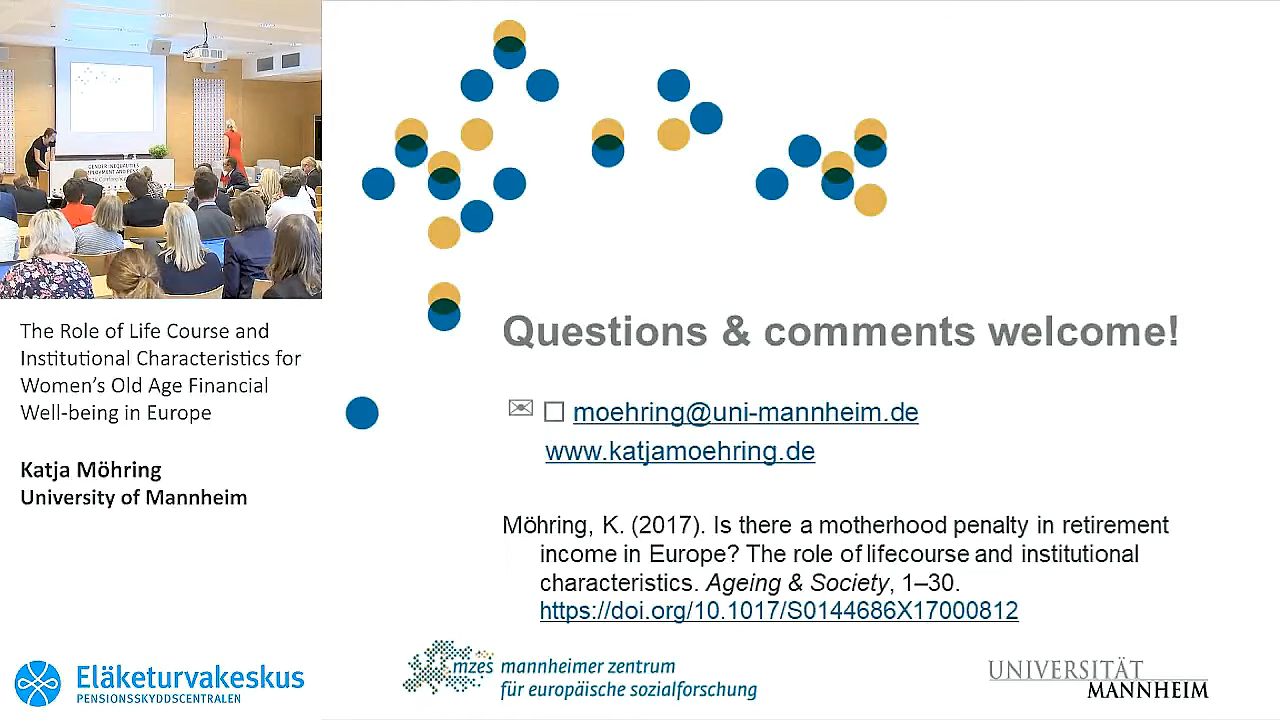 GENDER INEQUALITIES
The Role of Life Course and
Institutional Characteristics for
Women's Old Age Financial
Well-being in Europe
Katja Möhring
University of Mannheim
Eläketurvakeskus
PENSIONSSKYDDSCENTRALEN
Questions & comments welcome!
moehring@uni-mannheim.de
www.katjamoehring.de
Möhring, K. (2017). Is there a motherhood penalty in retirement
income in Europe? The role of lifecourse and institutional
characteristics. Ageing & Society, 1–30.
https://doi.org/10.1017/S0144686X17000812
mzes mannheimer zentrum
für europäische sozialforschung
UNIVERSITÄT
MANNHEIM